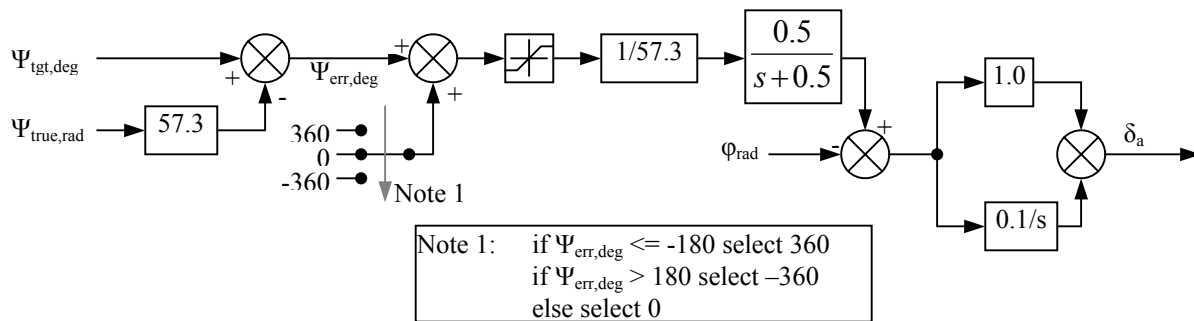 Ψtgt,deg
+
-
Ψtrue,rad
57.3
Ψerr,deg
+
+
360
0
-360
Note 1
1/57.3
0.5
s+0.5
φrad
-
+
1.0
0.1/s
δa
Note 1: if Ψerr,deg <= -180 select 360
if Ψerr,deg > 180 select –360
else select 0